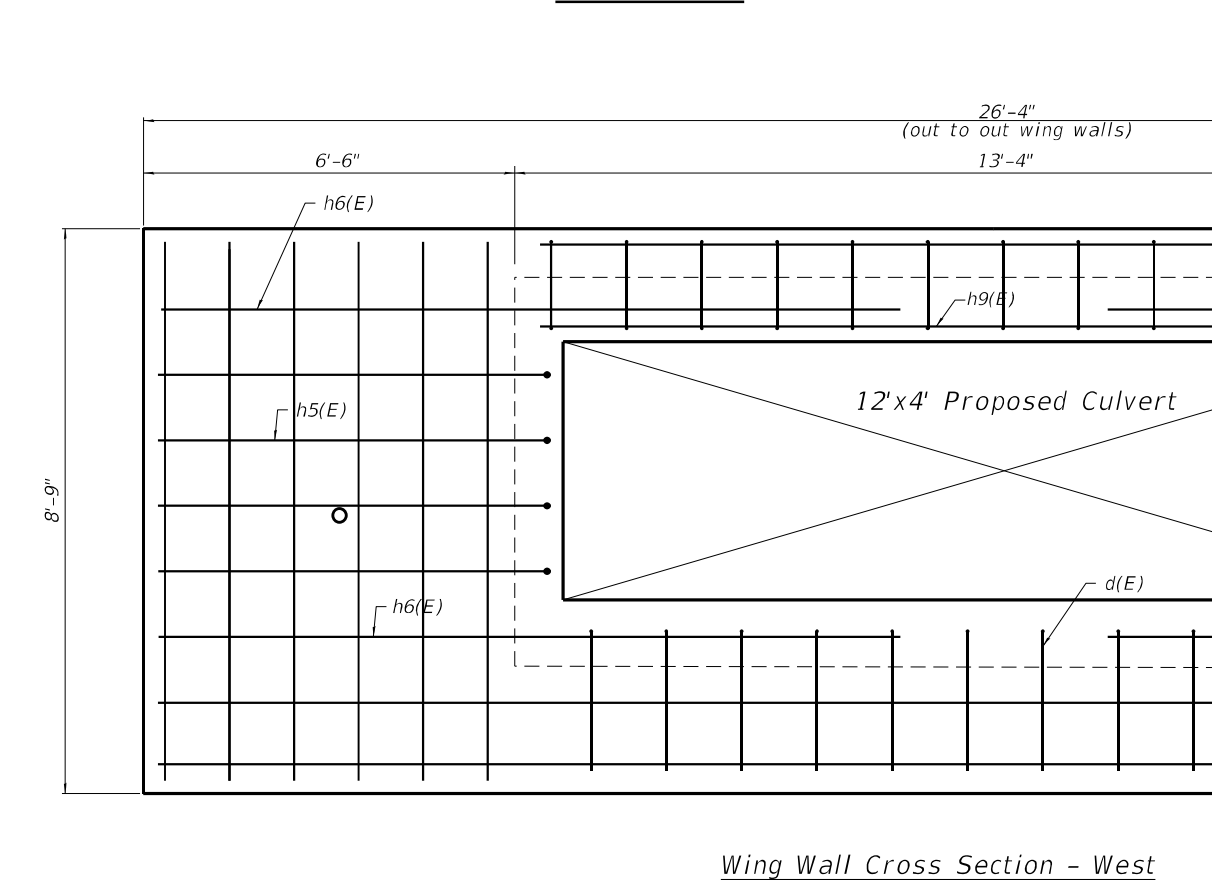 26'-4"
(out to out wing walls)
6'-6"
13'-4"
h6(E)
h9(E)
12'x4' Proposed Culvert
h5(E)
8'-9"
d(E)
h6(E)
Wing Wall Cross Section - West